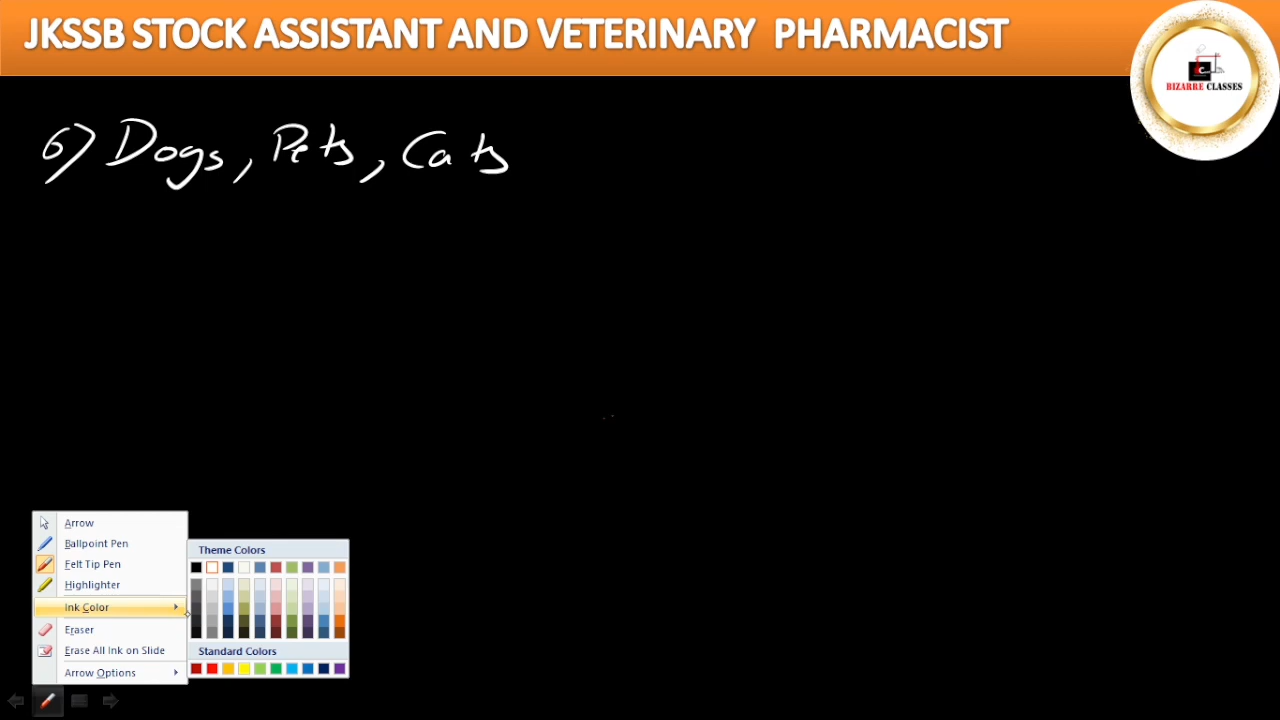 JKSSB STOCK ASSISTANT AND VETERINARY PHARMACIST
BIZARRE CLASSES
6) Dogs, Pets, Cats
Arrow
Ballpoint Pen
Felt Tip Pen
Highlighter
Ink Color
Eraser
Erase All Ink on Slide
Arrow Options
Theme Colors
Standard Colors